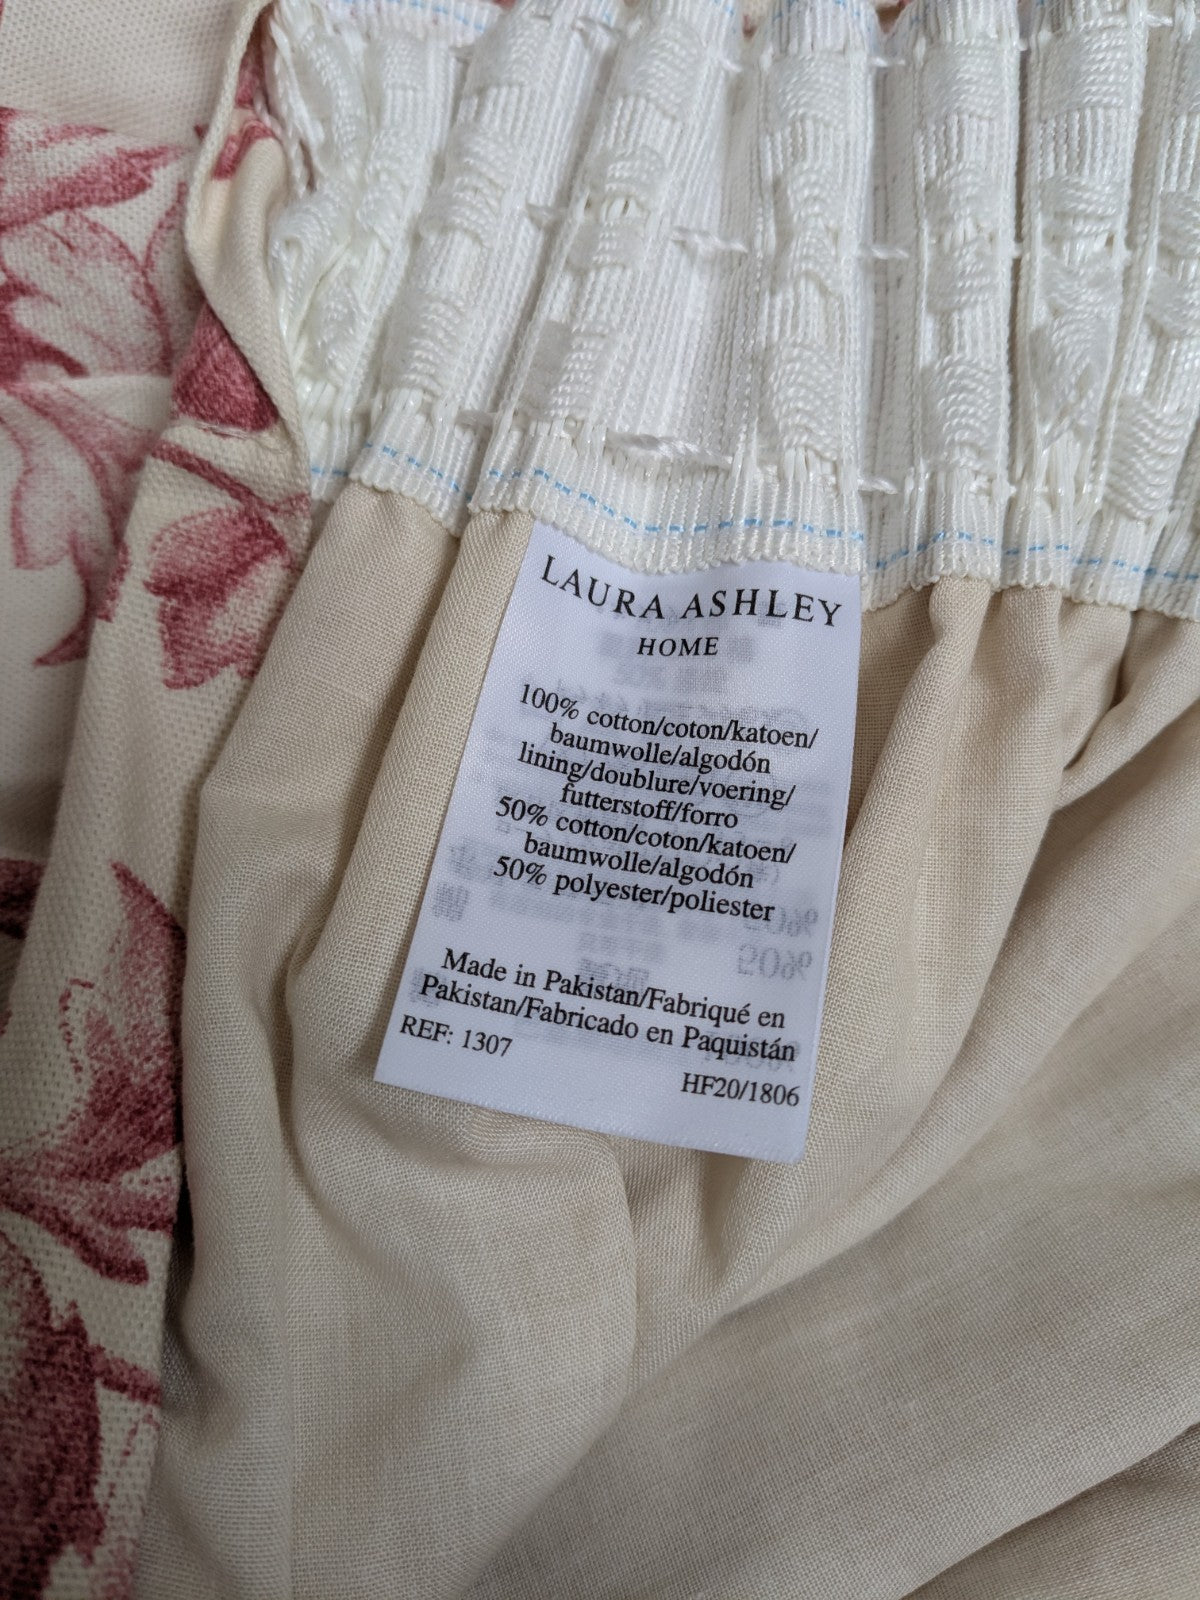 LAURA ASHLEY
HOME
100% cotton/coton/katoen/
baumwolle/algodón
lining/doublure/voering/
futterstoff/forro
50% cotton/coton/katoen/
baumwolle/algodón
50% polyester/poliester
Made in Pakistan/Fabriqué en
Pakistan/Fabricado en Paquistán
REF: 1307
HF20/1806